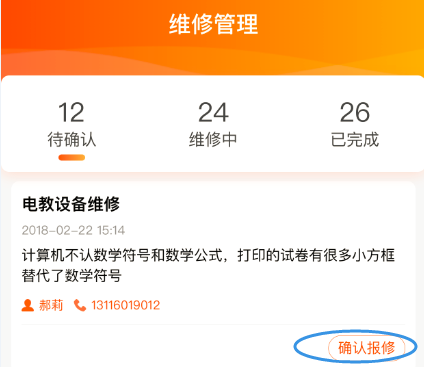 维修管理
12
24
26
待确认
维修中
已完成
电教设备维修
2018-02-22 15:14
计算机不认数学符号和数学公式，打印的试卷有很多小方框
替代了数学符号
郝莉 13116019012
确认报修